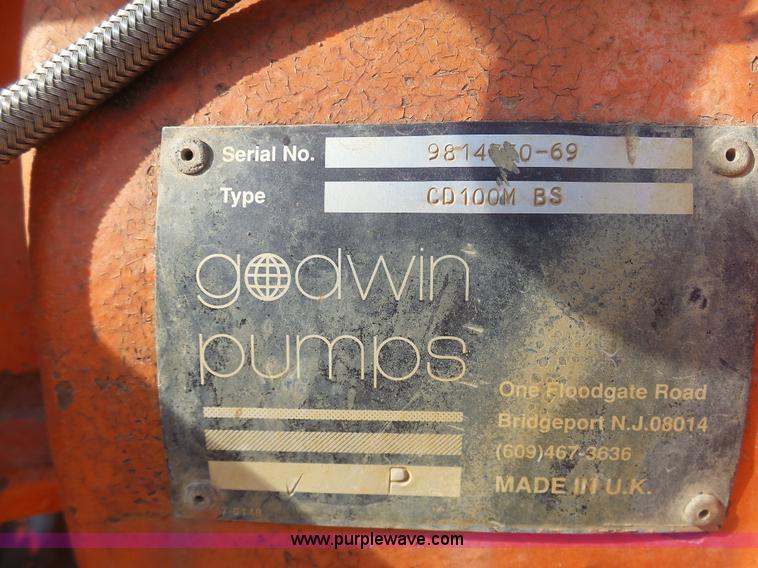 Serial No.
Type CD100M BS
godwin
pumps
One Floodgate Road
Bridgeport N.J.08014
(609)467-3636
MADE IN U.K.
V P
www.purplewave.com